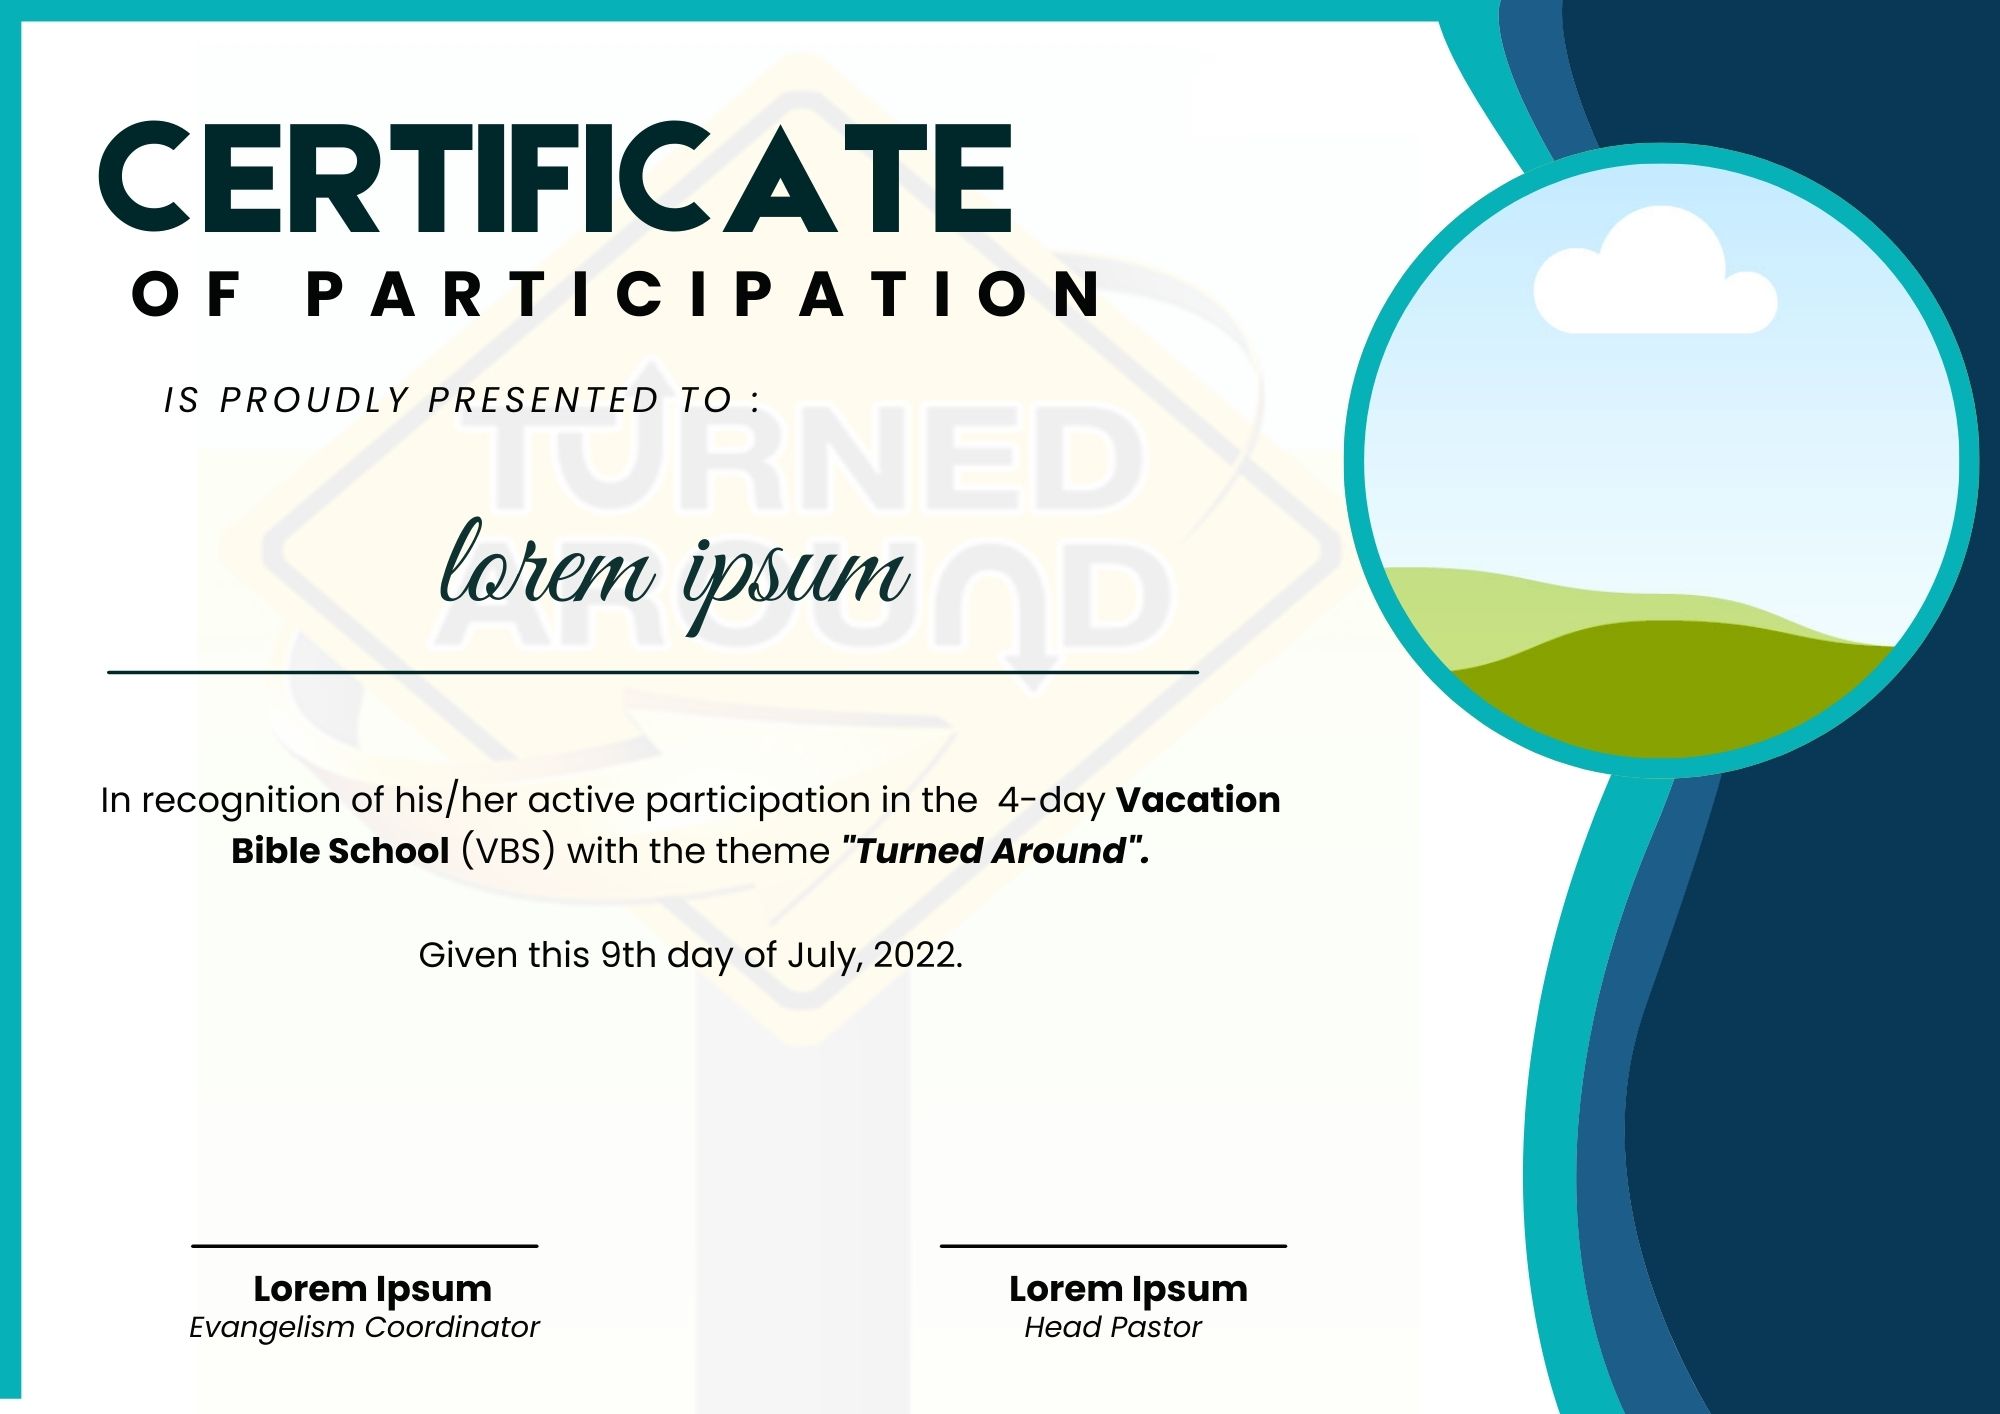 CERTIFICATE
OF PARTICIPATION
IS PROUDLY PRESENTED TO :
TURNED
AROUND
lorem ipsum
In recognition of his/her active participation in the 4-day Vacation
Bible School (VBS) with the theme "Turned Around".
Given this 9th day of July, 2022.
Lorem Ipsum
Evangelism Coordinator
Lorem Ipsum
Head Pastor